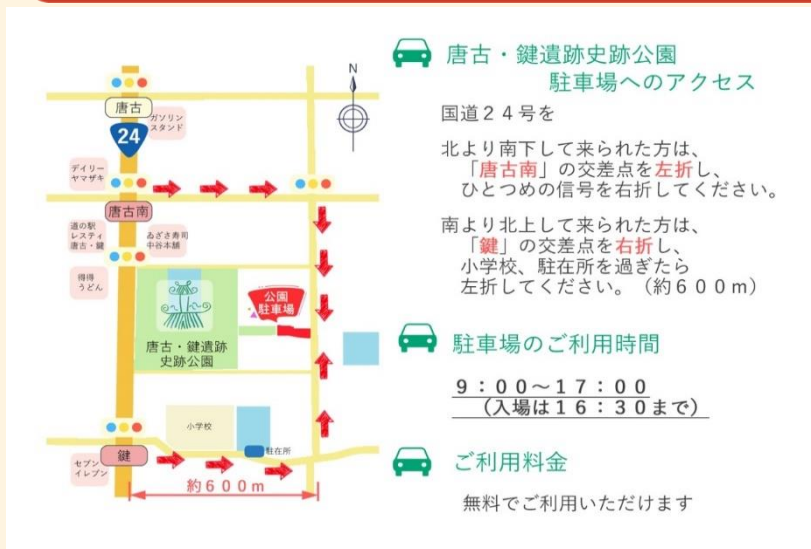 N
唐古
24
ガソリン
スタンド
デイリー
ヤマザキ
唐古南
道の駅
レスティ
唐古・鍵
ゐざさ寿司
中谷本舗
得得
うどん
公園
駐車場
唐古・鍵遺跡
史跡公園
小学校
駐在所
鍵
セブン
イレブン
約600m
唐古・鍵遺跡史跡公園
駐車場へのアクセス
国道24号を
北より南下して来られた方は、
「唐古南」の交差点を左折し、
ひとつめの信号を右折してください。
南より北上して来られた方は、
「鍵」の交差点を右折し、
小学校、駐在所を過ぎたら
左折してください。(約600m)
駐車場のご利用時間
9:00~17:00
(入場は16:30まで)
ご利用料金
無料でご利用いただけます